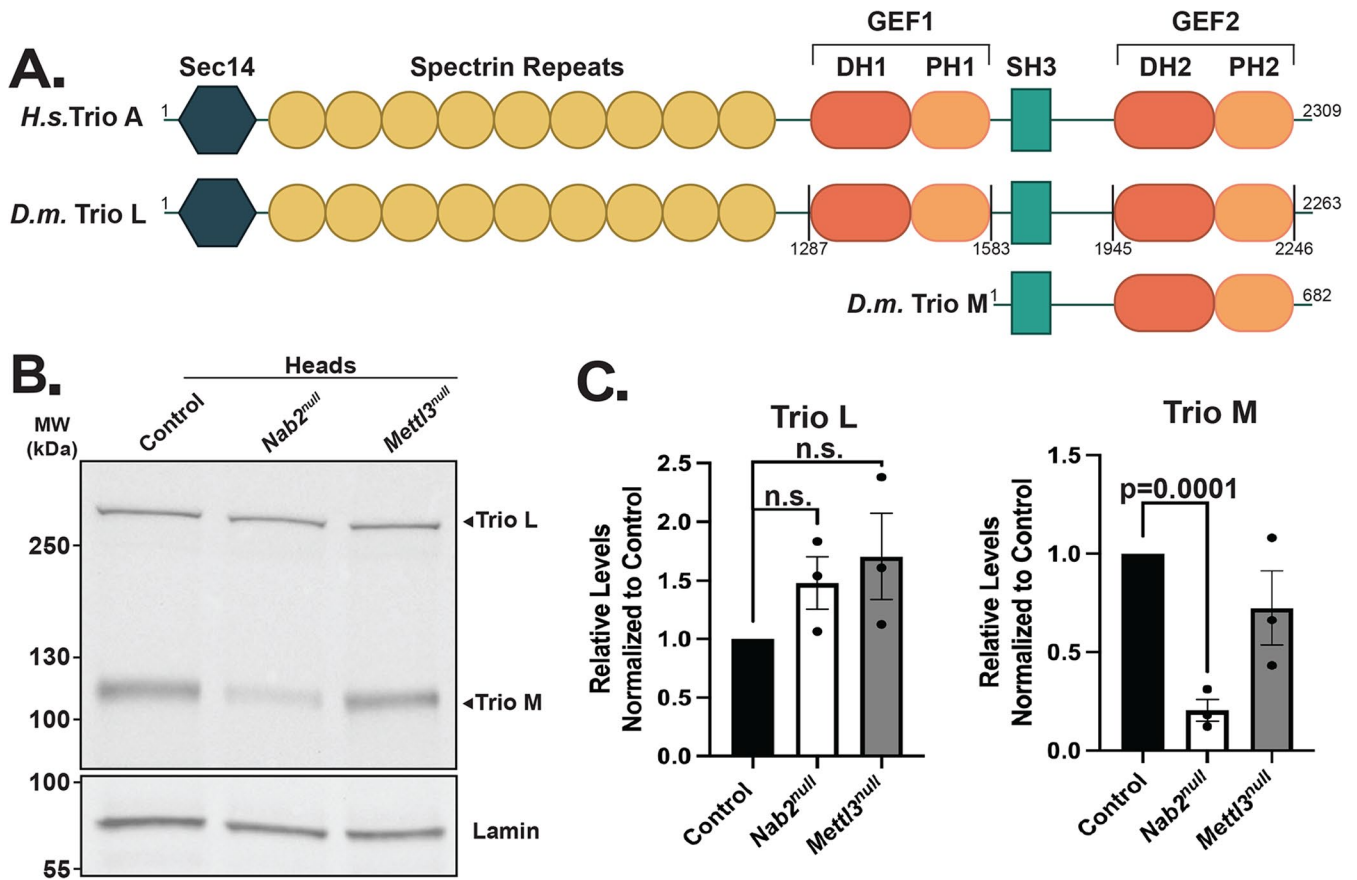 A.
GEF1 GEF2
Sec14 Spectrin Repeats DH1 PH1 SH3 DH2 PH2
H.s.Trio A 1 2309
D.m. Trio L 1 2263
1287 1583 1945 2246
D.m. Trio M 1 682
B.
Heads
MW
(kDa)
Control Nab2null Mettl3null
250
130
100
Trio L
Trio M
100
55
Lamin
C.
Trio L
Relative Levels
Normalized to Control
2.5
2.0
1.5
1.0
0.5
0.0
n.s.
n.s.
Control Nab2null Mettl3null
Trio M
Relative Levels
Normalized to Control
1.5
1.0
0.5
0.0
p=0.0001
Control Nab2null Mettl3null